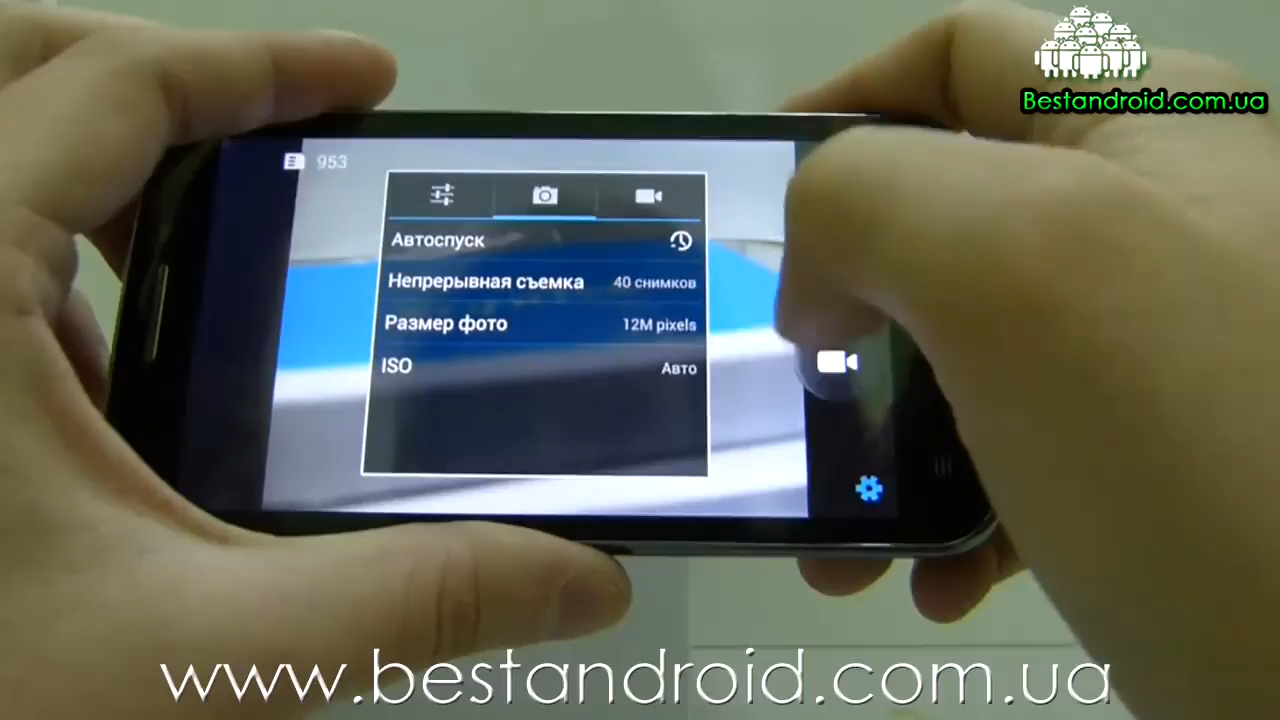 Bestandroid.com.ua
953
Автоспуск
Непрерывная съемка 40 снимков
Размер фото 12M pixels
ISO Авто
www.bestandroid.com.ua